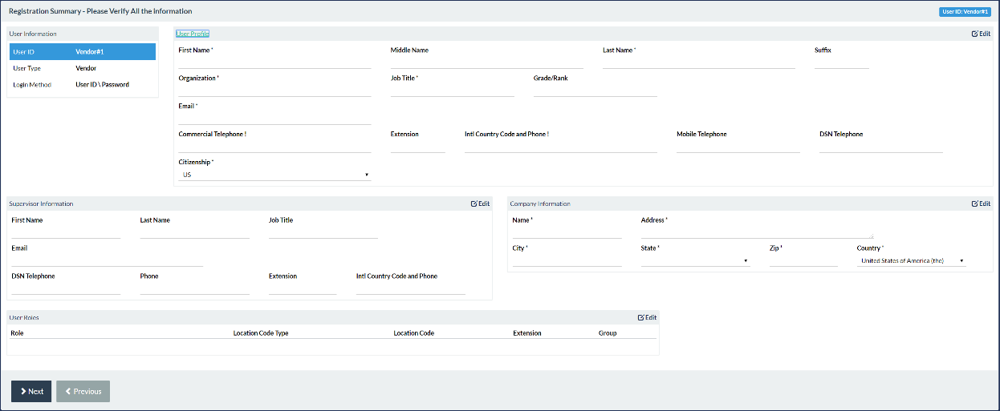 Registration Summary - Please Verify All the information
User ID: Vendor#1
User Information
User ID Vendor#1
User Type Vendor
Login Method User ID \ Password
User Profile Edit
First Name * Middle Name Last Name * Suffix
Organization * Job Title * Grade/Rank
Email *
Commercial Telephone ! Extension Intl Country Code and Phone ! Mobile Telephone DSN Telephone
Citizenship *
US
Supervisor Information Edit
First Name Last Name Job Title
Email
DSN Telephone Phone Extension Intl Country Code and Phone
Company Information Edit
Name * Address *
City * State * Zip * Country *
United States of America (the)
User Roles Edit
Role Location Code Type Location Code Extension Group
Next Previous